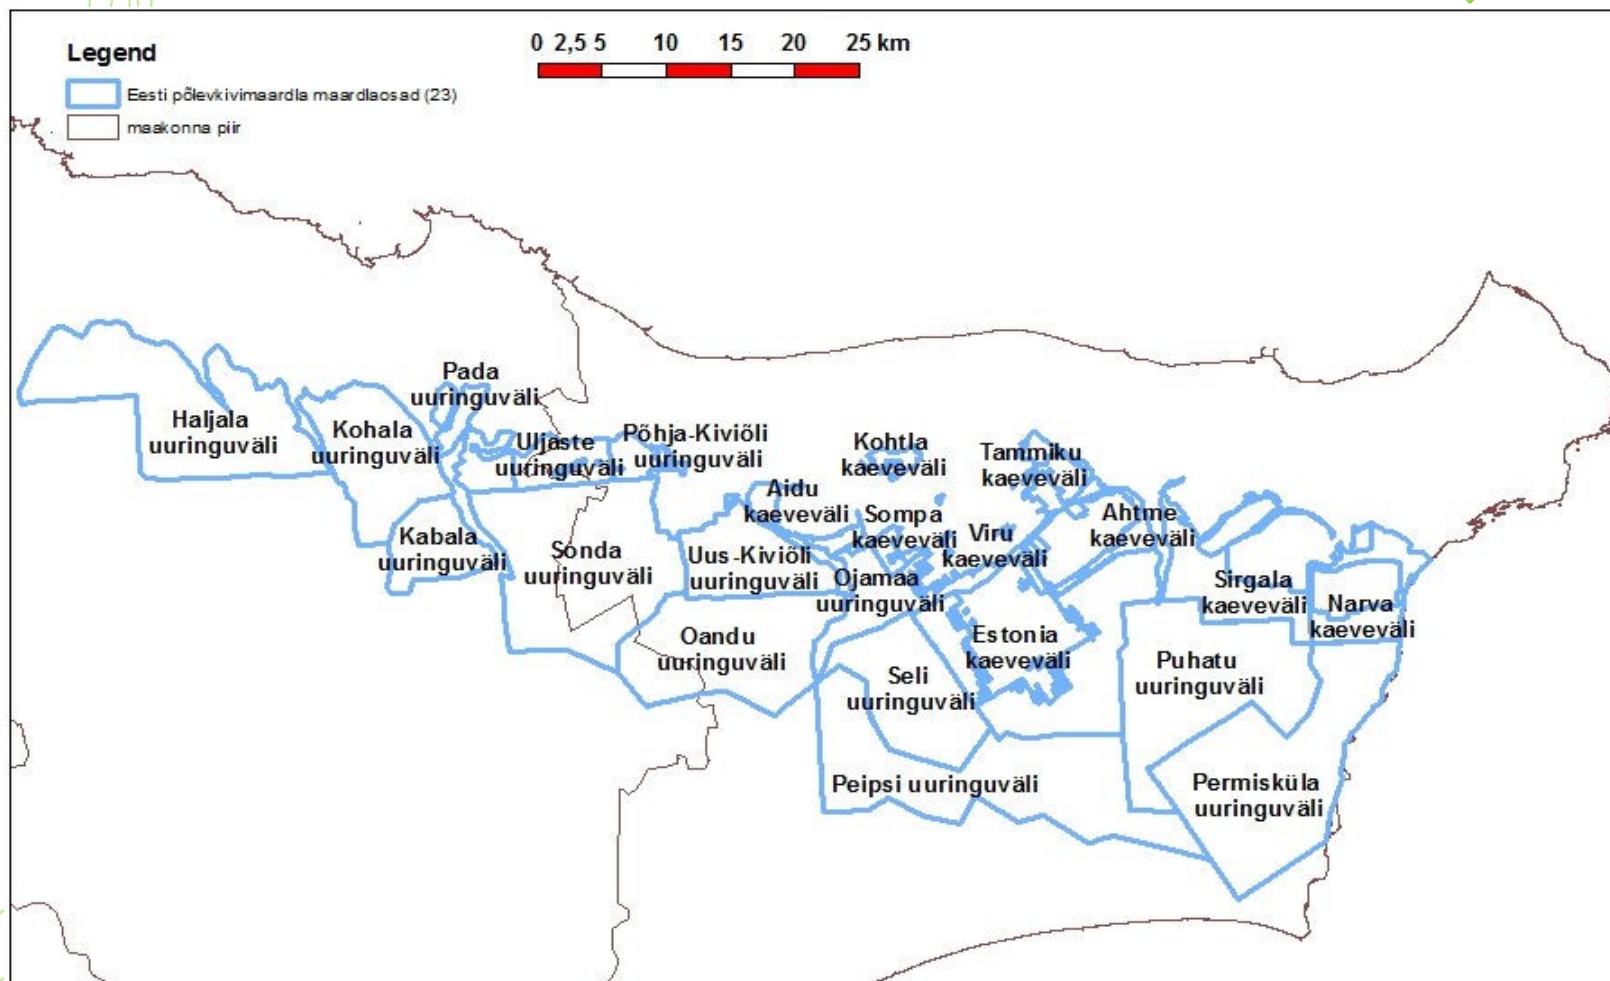 Legend
Eesti põlevkivimaardla maardlaosad (23)
maakonna piir
0 2,5 5 10 15 20 25 km
Pada
uuringuväli
Haljala
uuringuväli
Kohala
uuringuväli
Uljaste
uuringuväli
Põhja-Kiviõli
uuringuväli
Kohtla
kaeveväli
Tammiku
kaeveväli
Aidu
kaeveväli
Sompa
kaeveväli
Viru
kaeveväli
Ahtme
kaeveväli
Kabala
uuringuväli
Sonda
uuringuväli
Uus-Kiviõli
uuringuväli
Ojamaa
uuringuväli
Sirgala
kaeveväli
Narva
kaeveväli
Oandu
uuringuväli
Estonia
kaeveväli
Seli
uuringuväli
Puhatu
uuringuväli
Peipsi uuringuväli
Permisküla
uuringuväli